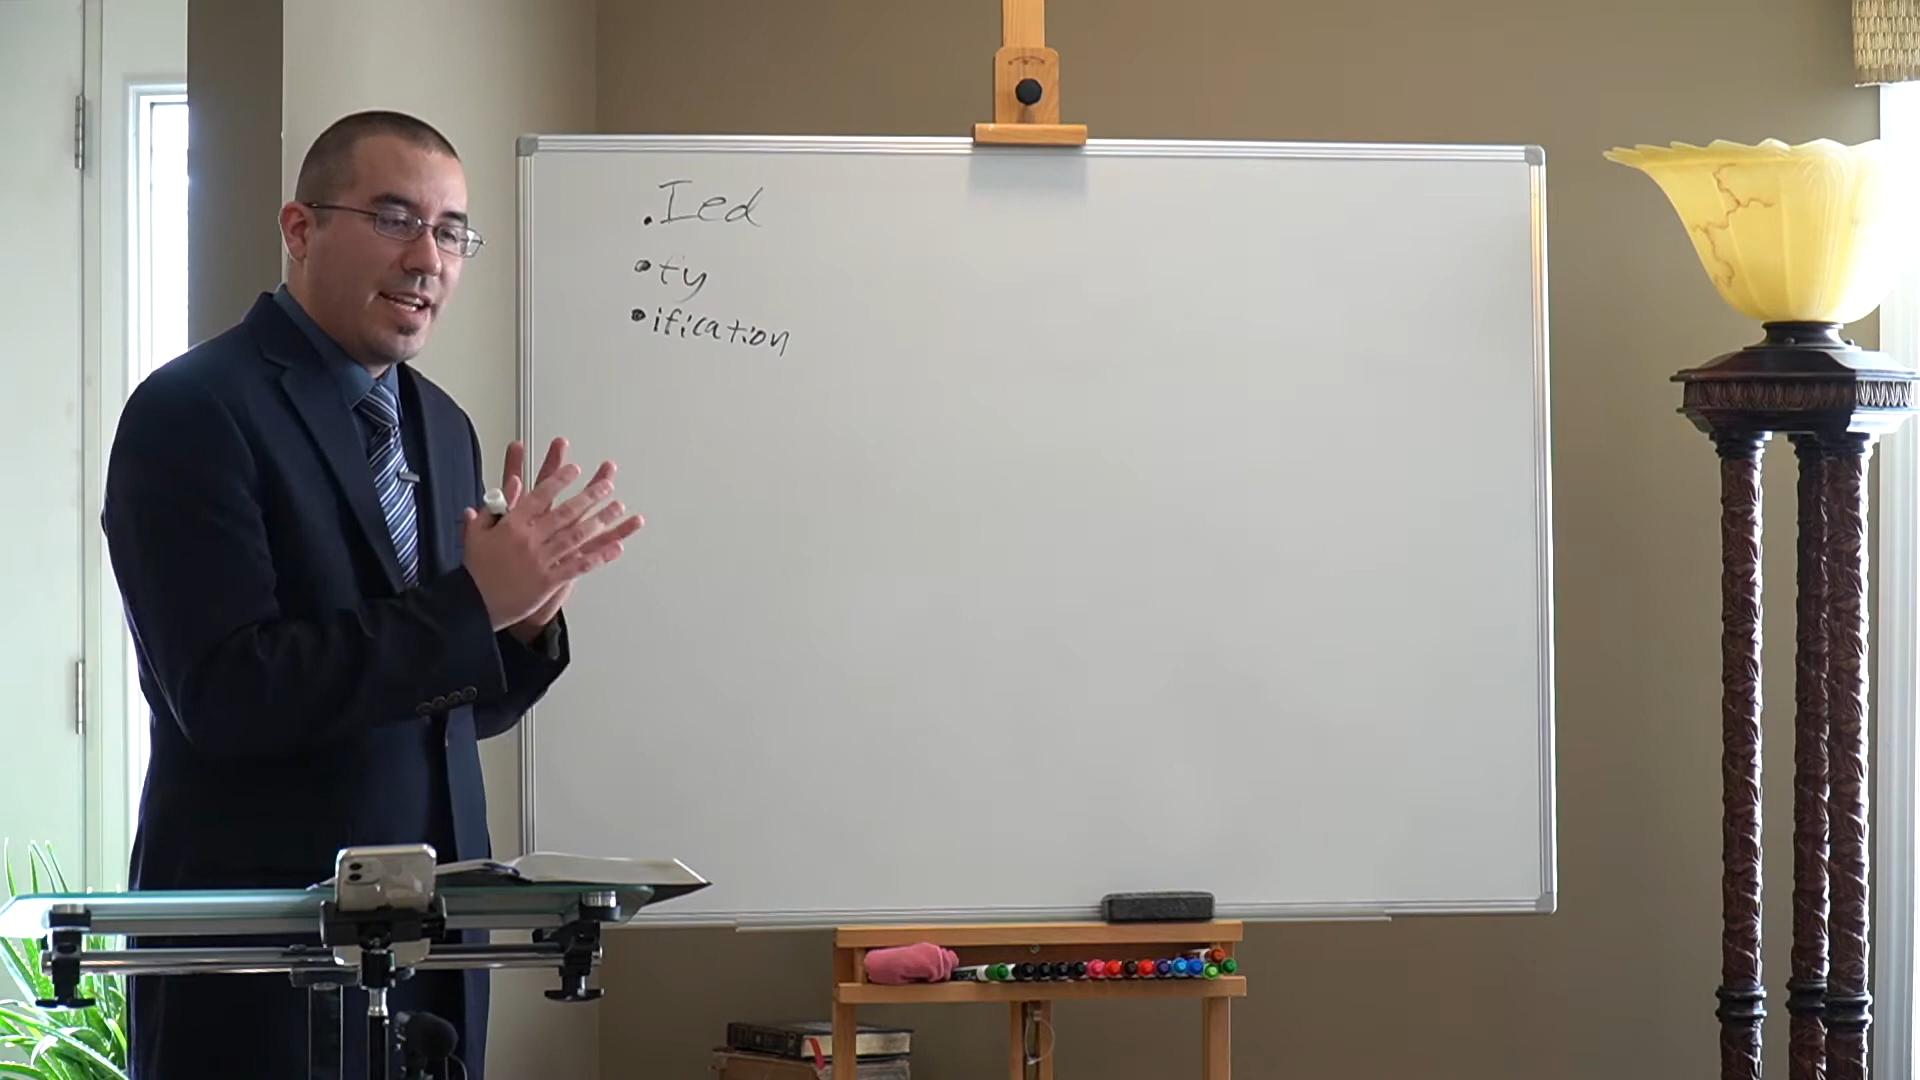 . Ied
• ty
• ification